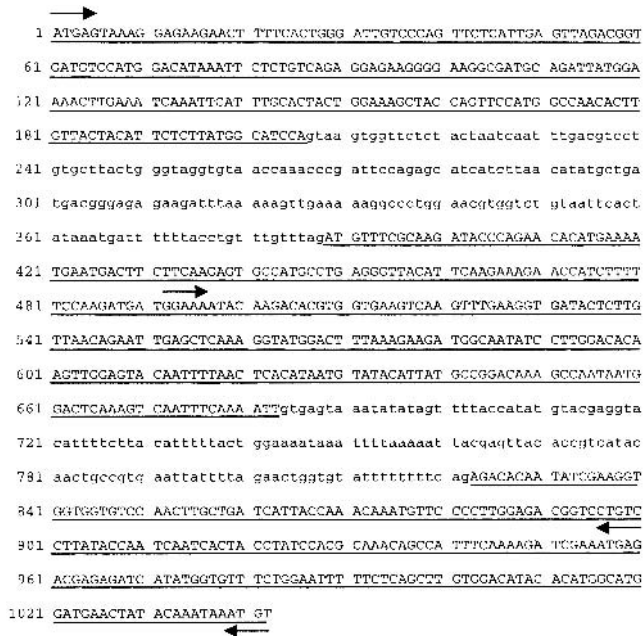 1 ATGAGTAAAG GAGAAGAACT TTTCACTGGG ATTGTCCCAG TTCTCATTGA GTTAGACGGT
61 GATGTCCATG GACATAAATT CTCTGTCAGA GGAGAAGGGG AAGGCGATGC AGATTATGGA
121 AAACTTGAAA TCAAATTCAT TTGCACTACT GGAAAGCTAC CAGTTCCATG GCCAACACTT
181 GTTACTACAT TCTCTTATGG CATCCAgtaa gtggttctct actaatcaat ttgacgtcct
241 gtgcttactg gggtaggtgta accaaacccg attccagagc atcatcttaa catatgctga
301 tgacgggaga gaagatttaa aaagttgaaa aaggccctgg aacgtggtct gtaattcact
361 ataaatgatt tttttacctgt ttgtttagAT GTTTCGCAAG ATACCCAGAA CACATGAAAA
421 TGAATGACTT CTTCAAGAGT GCCATGCCTG AGGGTTACAT TCAAGAAAGA ACCATCTTTT
481 TCCAAGATGA TGGAAAATAC AAGACACGTG GTGAAGTCAA GTTTGAAGGT GATACTCTTG
541 TTAACAGAAT TGAGCTCAAA GGTATGGACT TTAAAGAAGA TGGCAATATC CTTGGACACA
601 AGTTGGAGTA CAATTTTAAC TCACATAATG TATACATTAT GCCGGACAAA GCCAATAATG
661 GACTCAAAGT CAATTTCAAA ATTgtgagta aatatatagt tttaccatat gtacgaggta
721 cattttctta catttttact ggaaaataaa ttttaaaaat tacgagttac accgtcatac
781 aactgccgtg aattatttta gaactggtgt atttttttc agAGACACAA TATCGAAGGT
841 GGTGGTGTCC AACTTGCTGA TCATTACCAA ACAAATGTTC CCCTTGGAGA CGGTCCTGTC
901 CTTATACCAA TCAATCACTA CCTATCCACG CAAACAGCCA TTTCAAAAGA TCGAAATGAG
961 ACGAGAGATC ATATGGTGTT TCTGGAATTT TTCTCAGCTT GTGGACATAC ACATGGCATG
1021 GATGAACTAT ACAAATAAAT GT